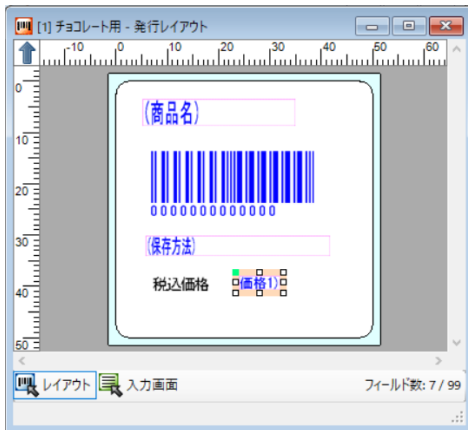 [1] チョコレート用 - 発行レイアウト
-10 0 10 20 30 40 50 60
0
10
20
30
40
50
(商品名)
0000000000000
(保存方法)
税込価格 価格1)
レイアウト 入力画面 フィールド数: 7 / 99